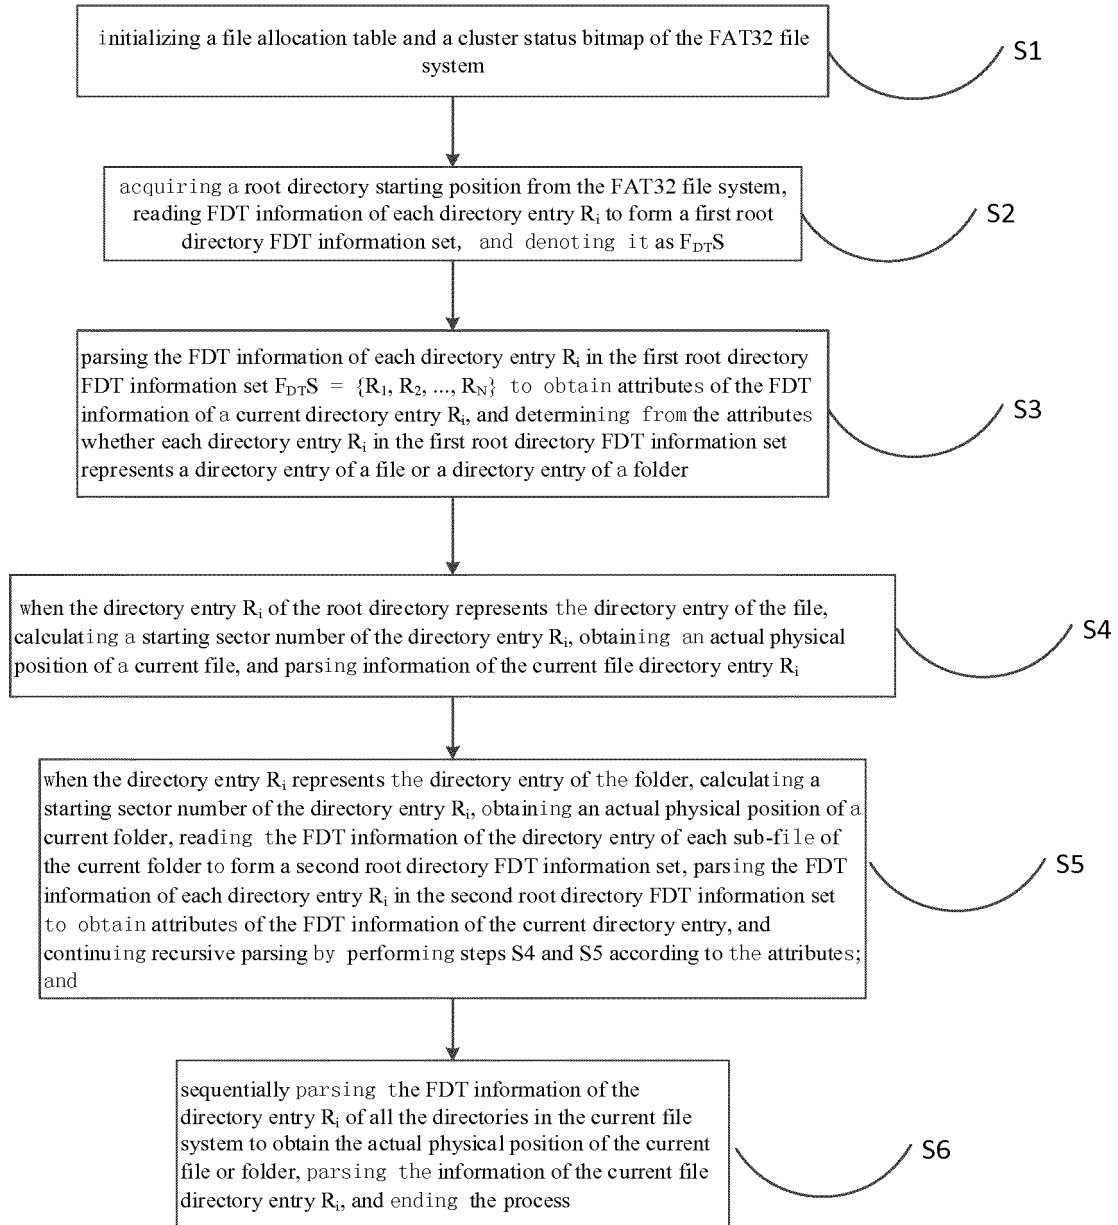 initializing a file allocation table and a cluster status bitmap of the FAT32 file
system
S1
acquiring a root directory starting position from the FAT32 file system,
reading FDT information of each directory entry Rᵢ to form a first root
directory FDT information set, and denoting it as F_DTS
S2
parsing the FDT information of each directory entry Rᵢ in the first root directory
FDT information set F_DTS = {R₁, R₂, ..., R_N} to obtain attributes of the FDT
information of a current directory entry Rᵢ, and determining from the attributes
whether each directory entry Rᵢ in the first root directory FDT information set
represents a directory entry of a file or a directory entry of a folder
S3
when the directory entry Rᵢ of the root directory represents the directory entry of the file,
calculating a starting sector number of the directory entry Rᵢ, obtaining an actual physical
position of a current file, and parsing information of the current file directory entry Rᵢ
S4
when the directory entry Rᵢ represents the directory entry of the folder, calculating a
starting sector number of the directory entry Rᵢ, obtaining an actual physical position of a
current folder, reading the FDT information of the directory entry of each sub-file of
the current folder to form a second root directory FDT information set, parsing the FDT
information of each directory entry Rᵢ in the second root directory FDT information set
to obtain attributes of the FDT information of the current directory entry, and
continuing recursive parsing by performing steps S4 and S5 according to the attributes;
and
S5
sequentially parsing the FDT information of the
directory entry Rᵢ of all the directories in the current file
system to obtain the actual physical position of the current
file or folder, parsing the information of the current file
directory entry Rᵢ, and ending the process
S6